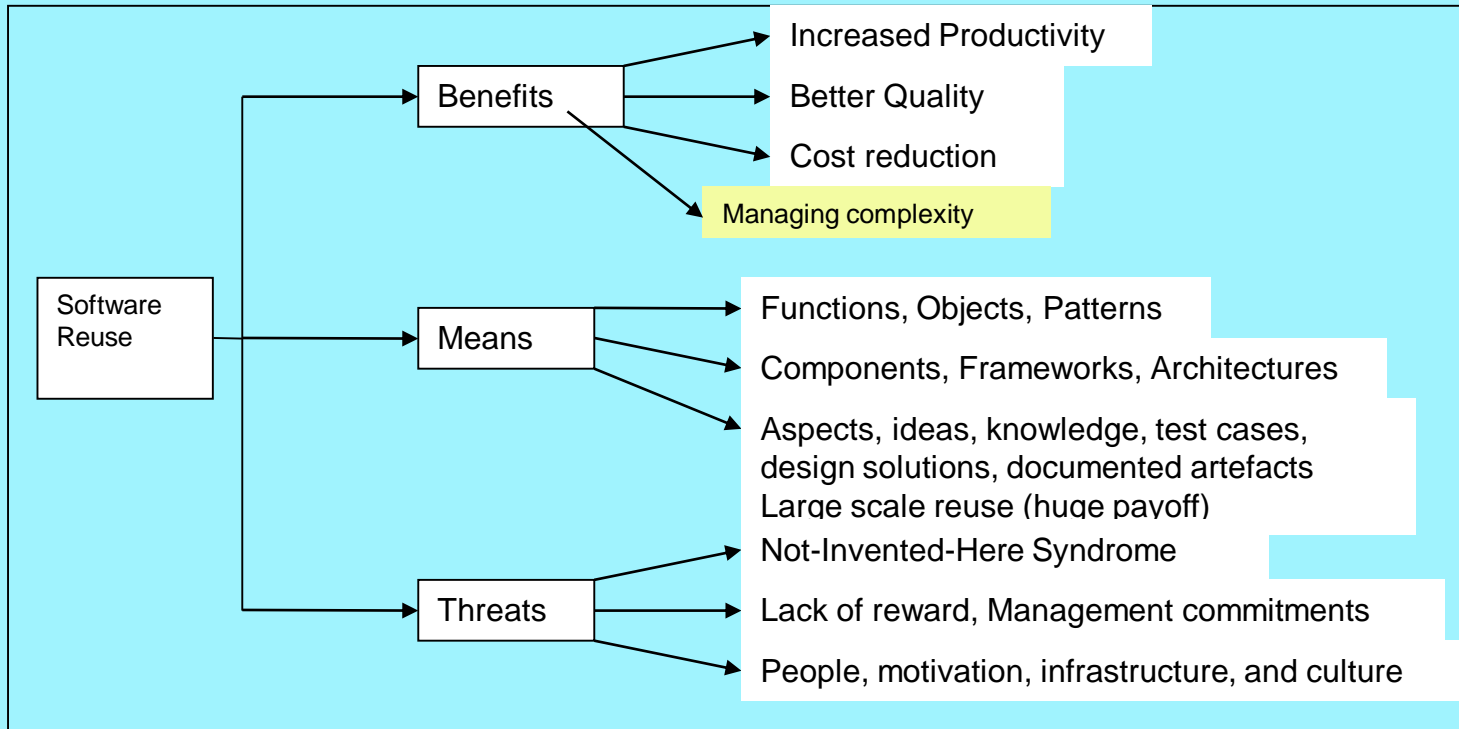 Increased Productivity
Benefits
Better Quality
Cost reduction
Managing complexity
Software
Reuse
Functions, Objects, Patterns
Means
Components, Frameworks, Architectures
Aspects, ideas, knowledge, test cases,
design solutions, documented artefacts
Large scale reuse (huge payoff)
Not-Invented-Here Syndrome
Threats
Lack of reward, Management commitments
People, motivation, infrastructure, and culture